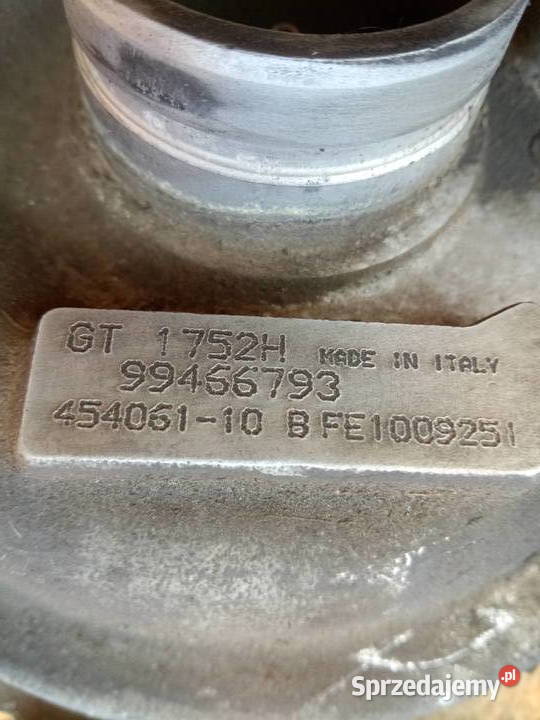 GT 1752H MADE IN ITALY
99466793
454061-10 B FE1009251
Sprzedajemy.pl